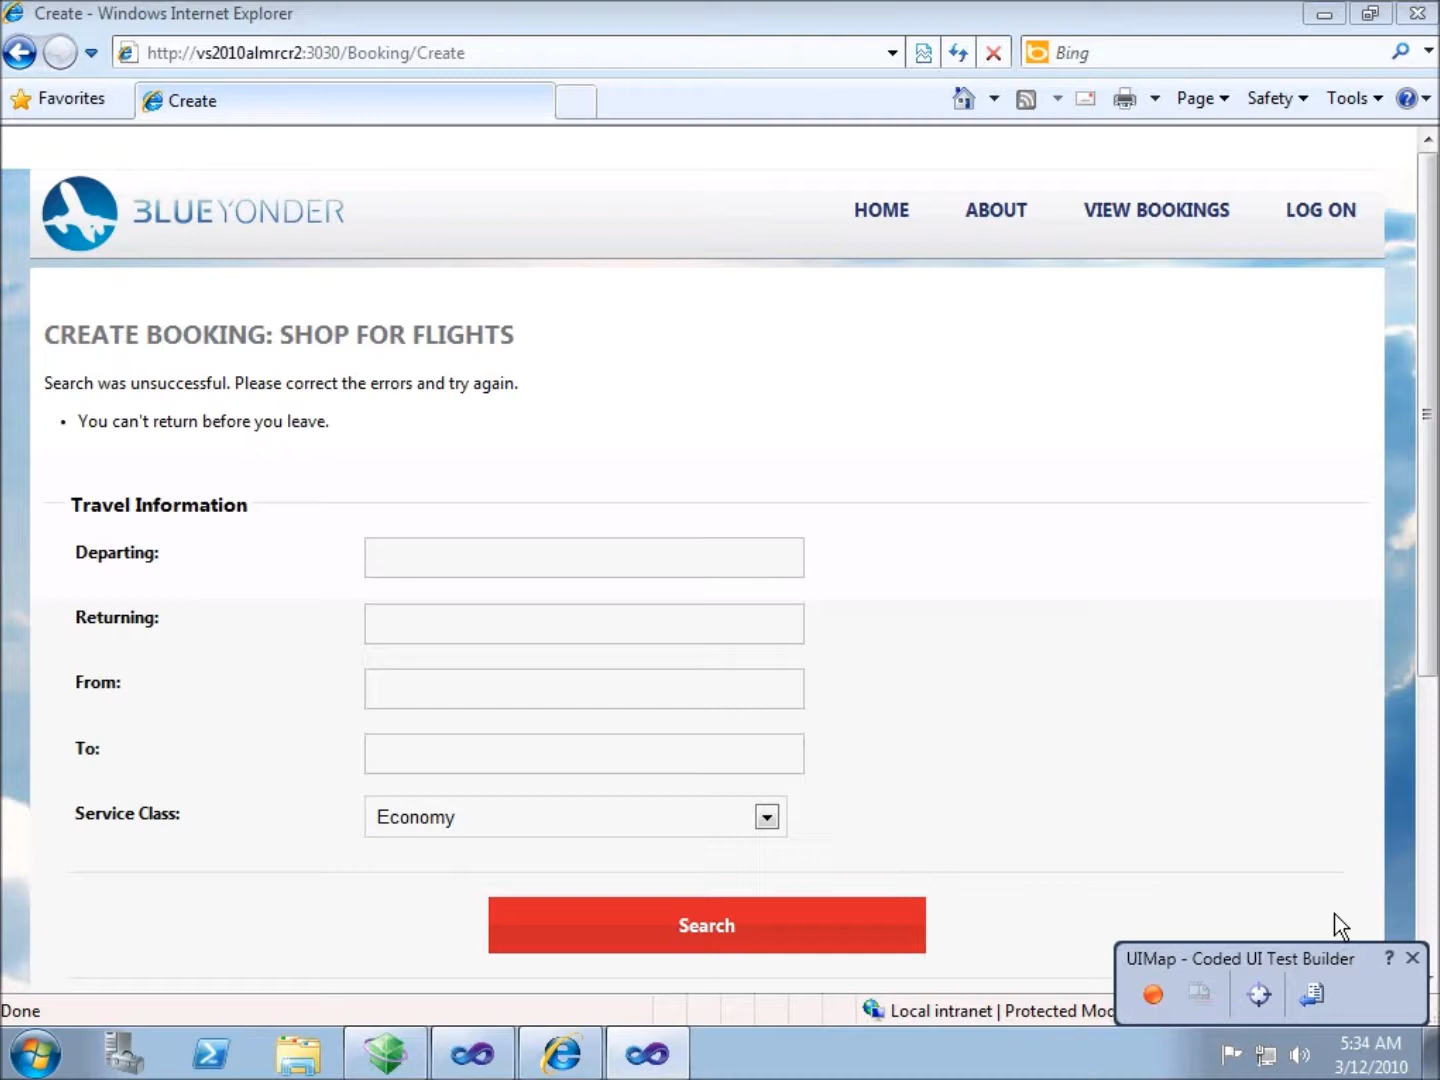 Create - Windows Internet Explorer
http://vs2010almrcr2:3030/Booking/Create
Bing
Favorites
Create
Page
Safety
Tools
BLUEYONDER
HOME
ABOUT
VIEW BOOKINGS
LOG ON
CREATE BOOKING: SHOP FOR FLIGHTS
Search was unsuccessful. Please correct the errors and try again.
• You can't return before you leave.
Travel Information
Departing:
Returning:
From:
To:
Service Class:
Economy
Search
UIMap - Coded UI Test Builder
Done
Local intranet | Protected Moc
5:34 AM
3/12/2010